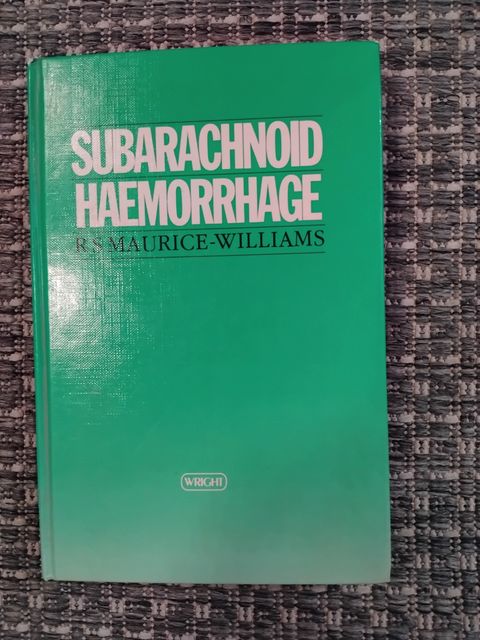 SUBARACHNOID
HAEMORRHAGE
R S MAURICE-WILLIAMS
WRIGHT